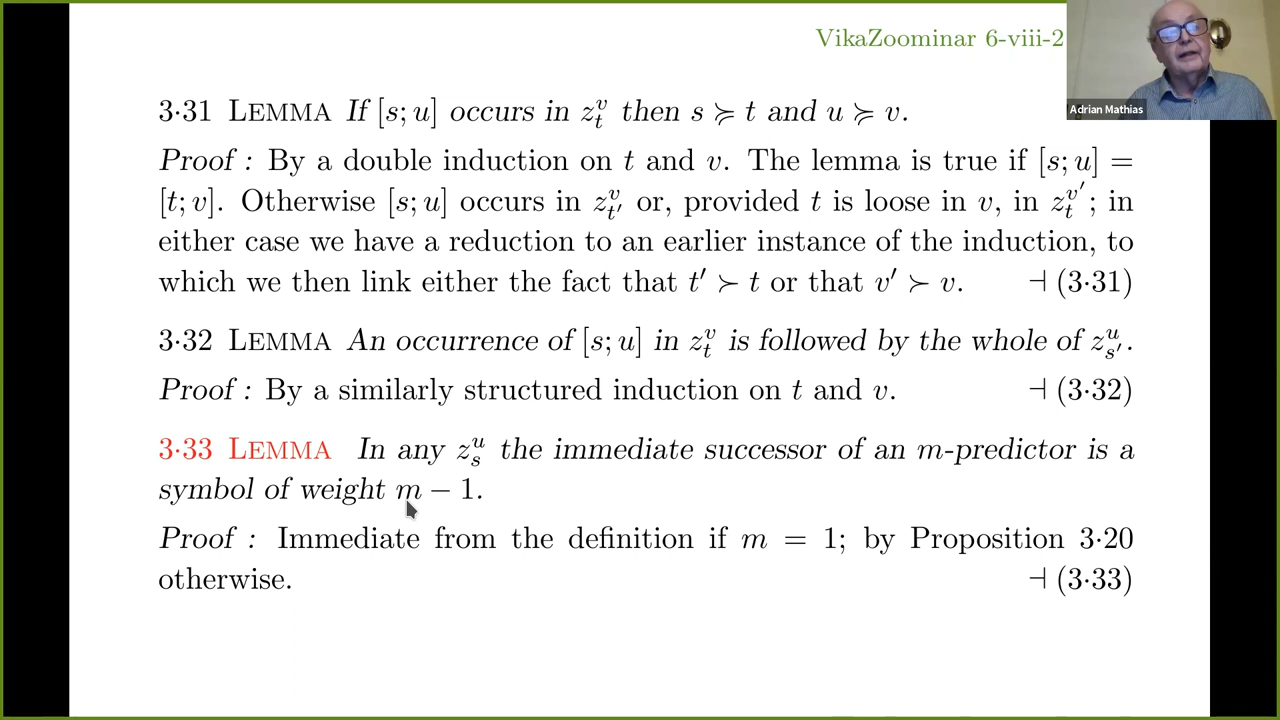 VikaZoominar 6-viii-2
Adrian Mathias
3·31 LEMMA If [s; u] occurs in z_t^v then s ≽ t and u ≽ v.
Proof : By a double induction on t and v. The lemma is true if [s; u] =
[t; v]. Otherwise [s; u] occurs in z_{t′}^v or, provided t is loose in v, in z_t^{v′}; in
either case we have a reduction to an earlier instance of the induction, to
which we then link either the fact that t′ ≻ t or that v′ ≻ v. ⊣ (3·31)
3·32 LEMMA An occurrence of [s; u] in z_t^v is followed by the whole of z_{s′}^u.
Proof : By a similarly structured induction on t and v. ⊣ (3·32)
3·33 LEMMA In any z_s^u the immediate successor of an m-predictor is a
symbol of weight m − 1.
Proof : Immediate from the definition if m = 1; by Proposition 3·20
otherwise. ⊣ (3·33)